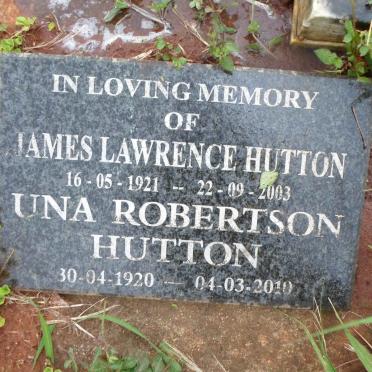 IN LOVING MEMORY
OF
JAMES LAWRENCE HUTTON
16-05-1921 -- 22-09-2003
UNA ROBERTSON
HUTTON
30-04-1920 -- 04-03-2010